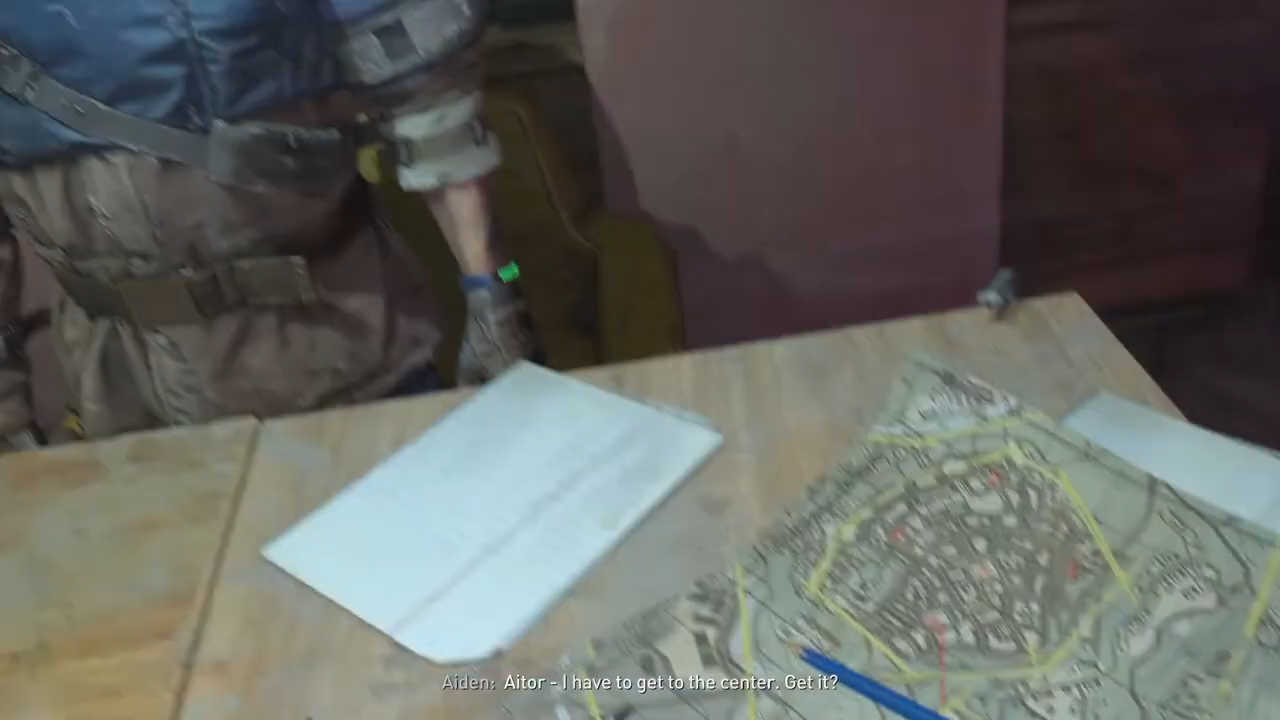 Aiden: Aitor - I have to get to the center. Get it?